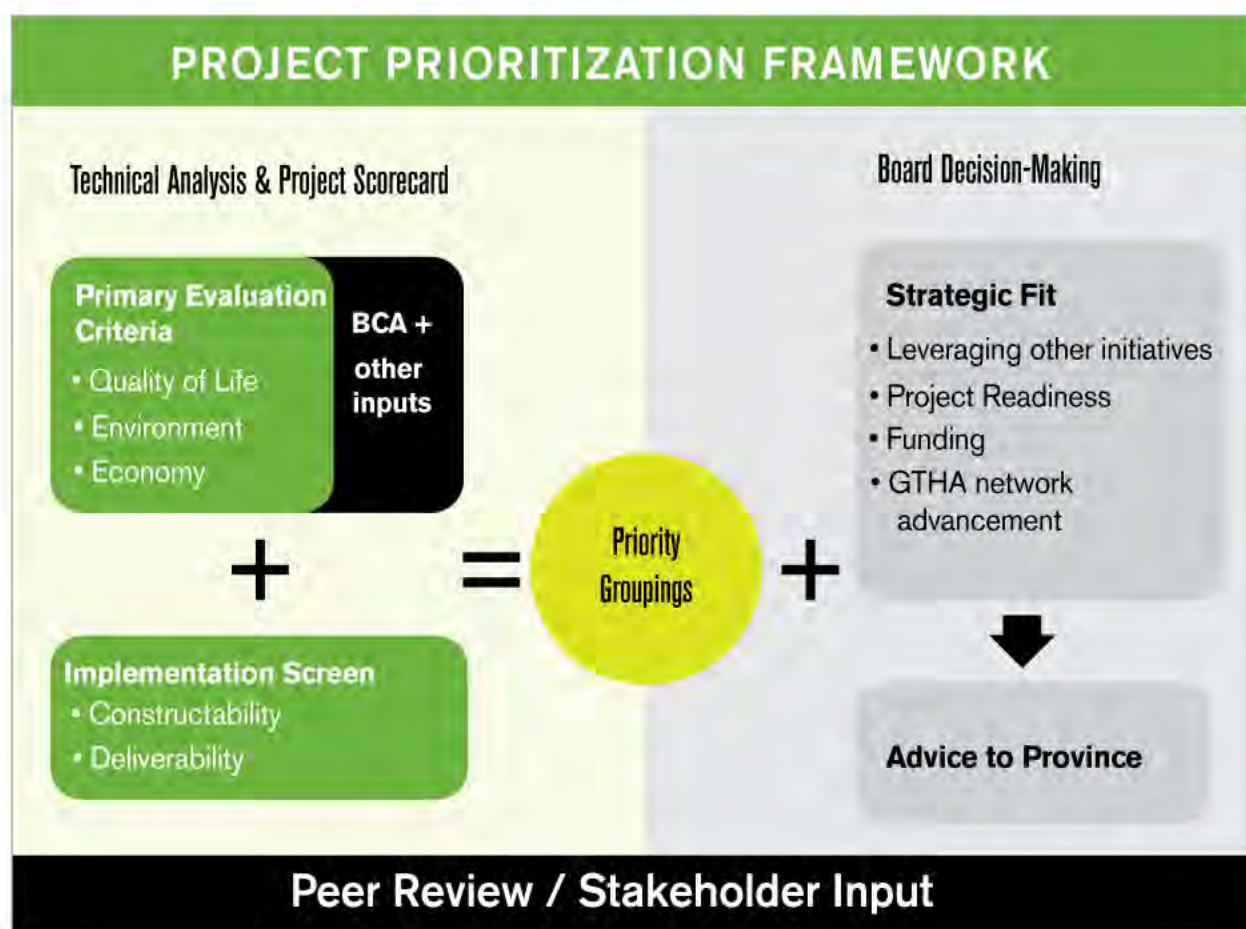 PROJECT PRIORITIZATION FRAMEWORK
Technical Analysis & Project Scorecard
Primary Evaluation
Criteria
• Quality of Life
• Environment
• Economy
BCA +
other
inputs
+
Implementation Screen
• Constructability
• Deliverability
=
Priority
Groupings
+
Board Decision-Making
Strategic Fit
• Leveraging other initiatives
• Project Readiness
• Funding
• GTHA network
advancement
Advice to Province
Peer Review / Stakeholder Input